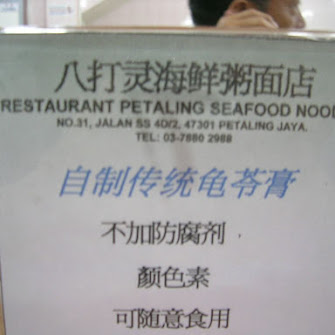 八打灵海鲜粥面店
RESTAURANT PETALING SEAFOOD NOOD
NO.31, JALAN SS 4D/2, 47301 PETALING JAYA.
TEL: 03-7880 2988
自制传统龟苓膏
不加防腐剂．
颜色素
可随意食用